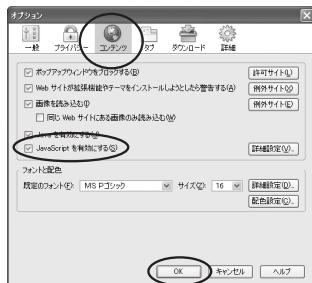 オプション
一般 プライバシー コンテンツ タブ ダウンロード 詳細
ポップアップウィンドウをブロックする(B) 許可サイト(L)
Web サイトが拡張機能やテーマをインストールしようとしたら警告する(A) 例外サイト(X)
画像を読み込む(I) 例外サイト(E)
同じ Web サイトにある画像のみ読み込む(W)
Java を有効にする(V)
JavaScript を有効にする(S) 詳細設定(V)...
フォントと配色
既定のフォント(F): MS Pゴシック サイズ(Z): 16 詳細設定(D)...
配色設定(C)...
OK キャンセル ヘルプ